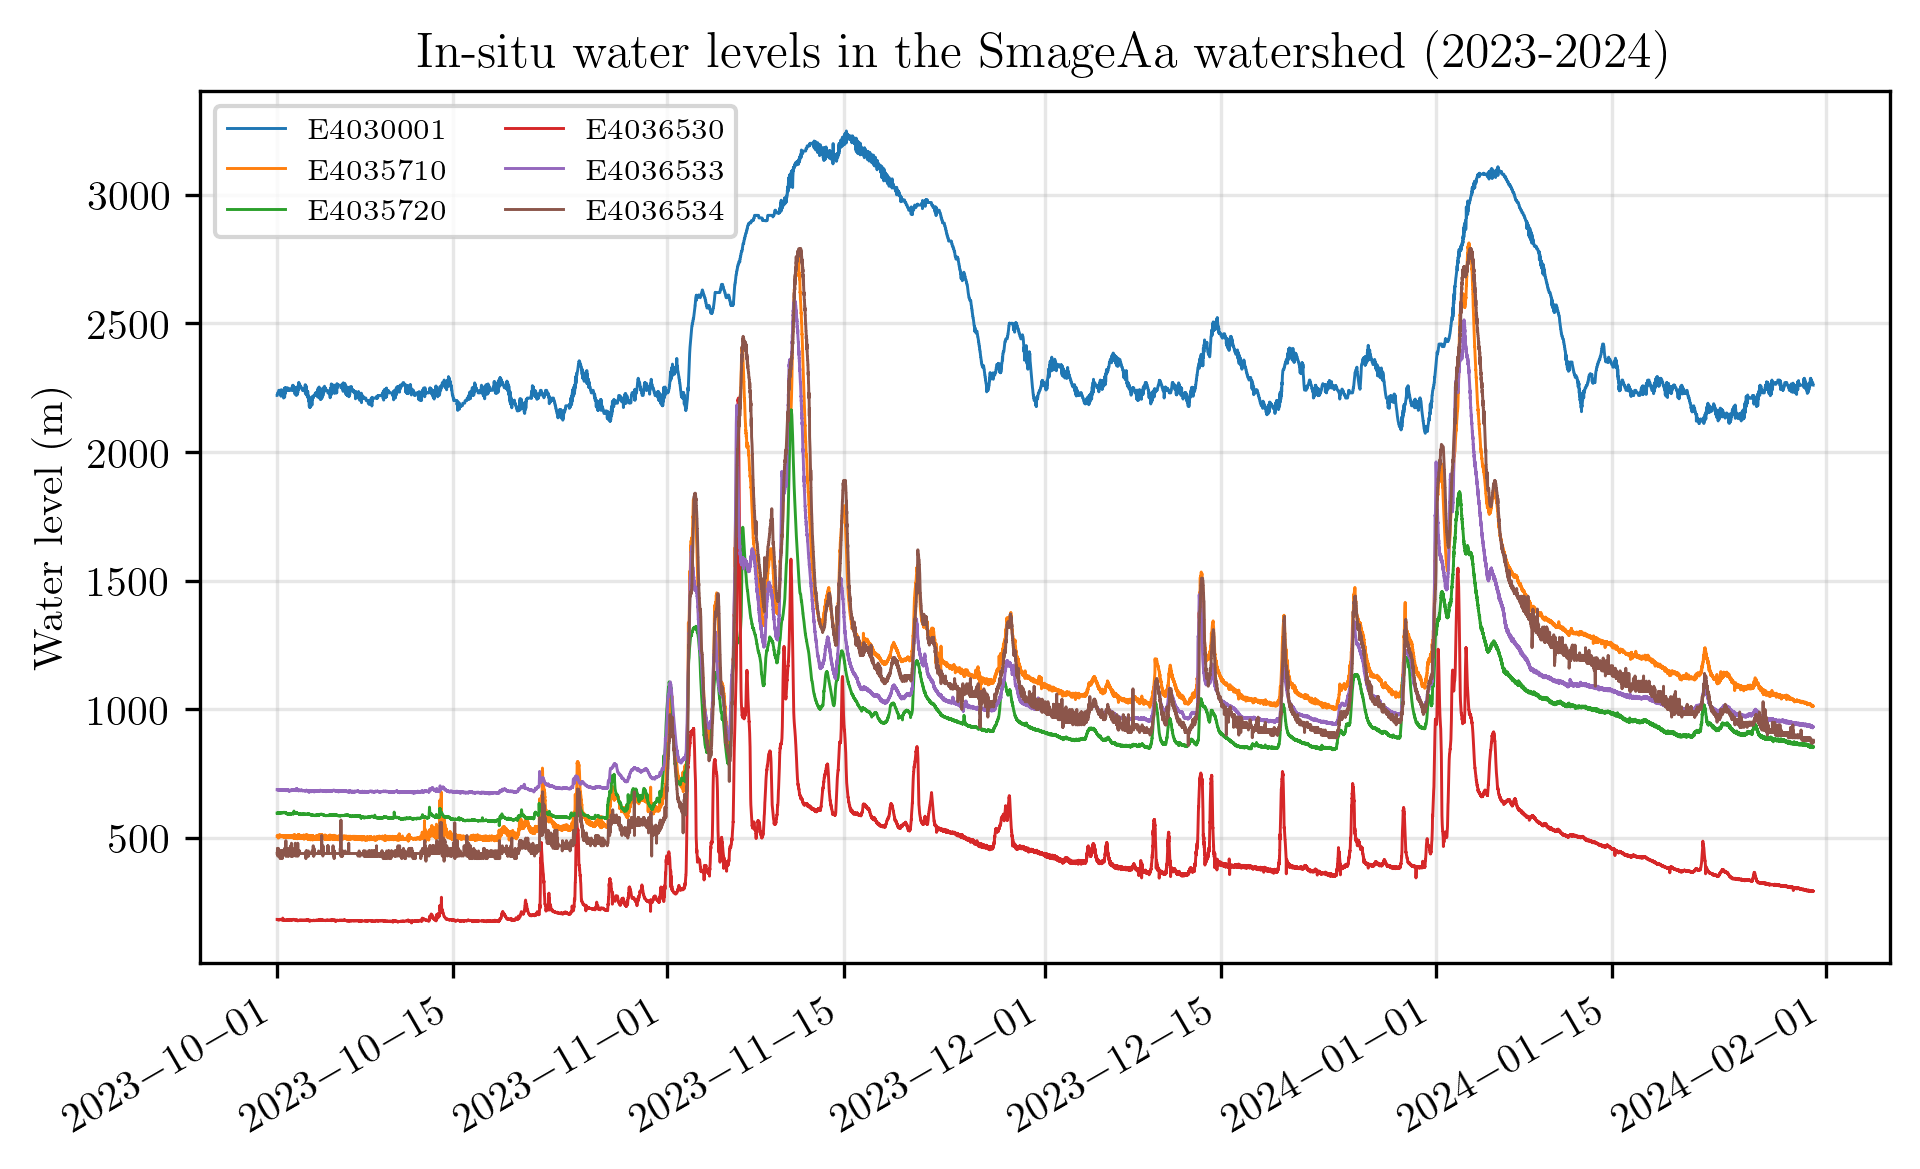 In-situ water levels in the SmageAa watershed (2023-2024)
E4030001
E4035710
E4035720
E4036530
E4036533
E4036534
Water level (m)
3000
2500
2000
1500
1000
500
2023−10−01
2023−10−15
2023−11−01
2023−11−15
2023−12−01
2023−12−15
2024−01−01
2024−01−15
2024−02−01